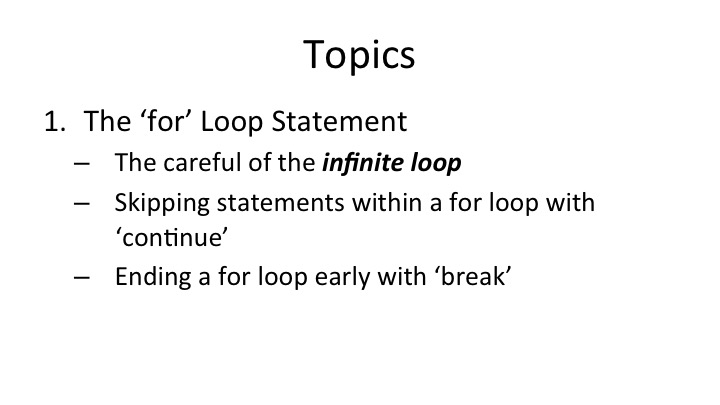 Topics
1. The ‘for’ Loop Statement
– The careful of the infinite loop
– Skipping statements within a for loop with
‘continue’
– Ending a for loop early with ‘break’